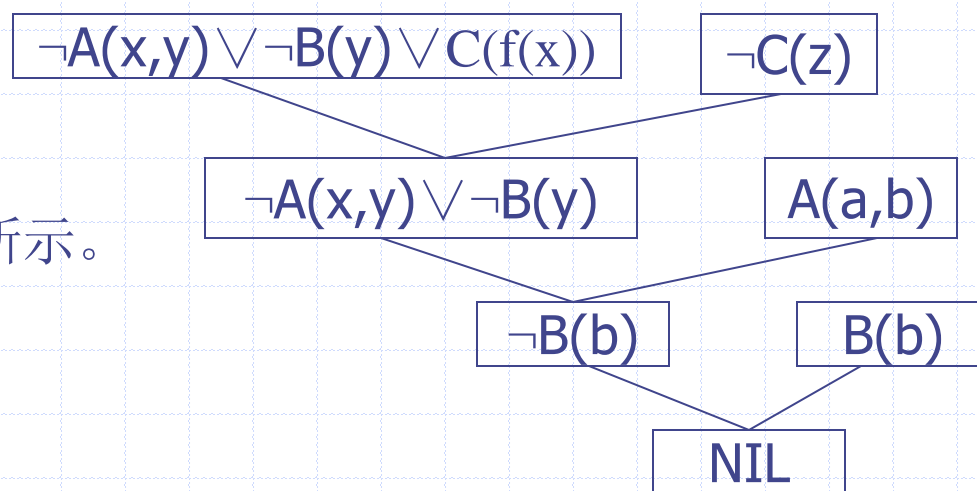 ¬A(x,y)∨¬B(y)∨C(f(x))
¬C(z)
¬A(x,y)∨¬B(y)
A(a,b)
示。
¬B(b)
B(b)
NIL